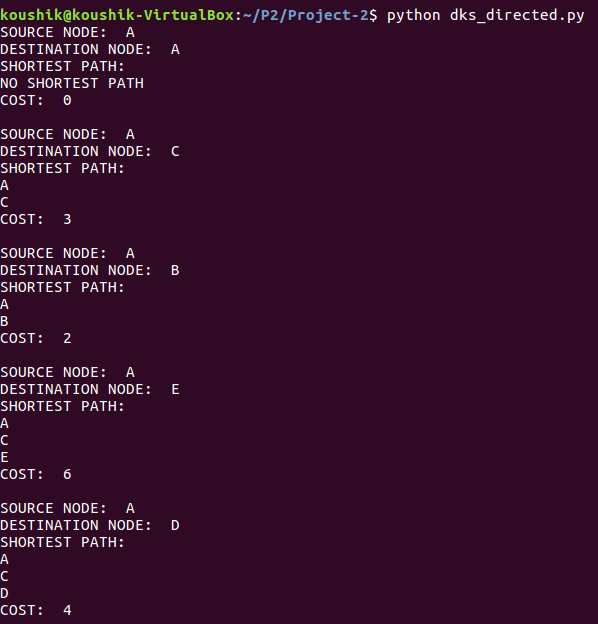 koushik@koushik-VirtualBox:~/P2/Project-2$ python dks_directed.py
SOURCE NODE:  A
DESTINATION NODE:  A
SHORTEST PATH:
NO SHORTEST PATH
COST:  0

SOURCE NODE:  A
DESTINATION NODE:  C
SHORTEST PATH:
A
C
COST:  3

SOURCE NODE:  A
DESTINATION NODE:  B
SHORTEST PATH:
A
B
COST:  2

SOURCE NODE:  A
DESTINATION NODE:  E
SHORTEST PATH:
A
C
E
COST:  6

SOURCE NODE:  A
DESTINATION NODE:  D
SHORTEST PATH:
A
C
D
COST:  4